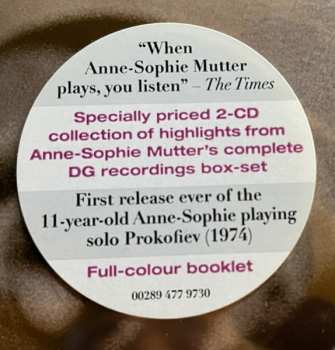 “When
Anne-Sophie Mutter
plays, you listen” – The Times
Specially priced 2-CD
collection of highlights from
Anne-Sophie Mutter’s complete
DG recordings box-set
First release ever of the
11-year-old Anne-Sophie playing
solo Prokofiev (1974)
Full-colour booklet
00289 477 9730